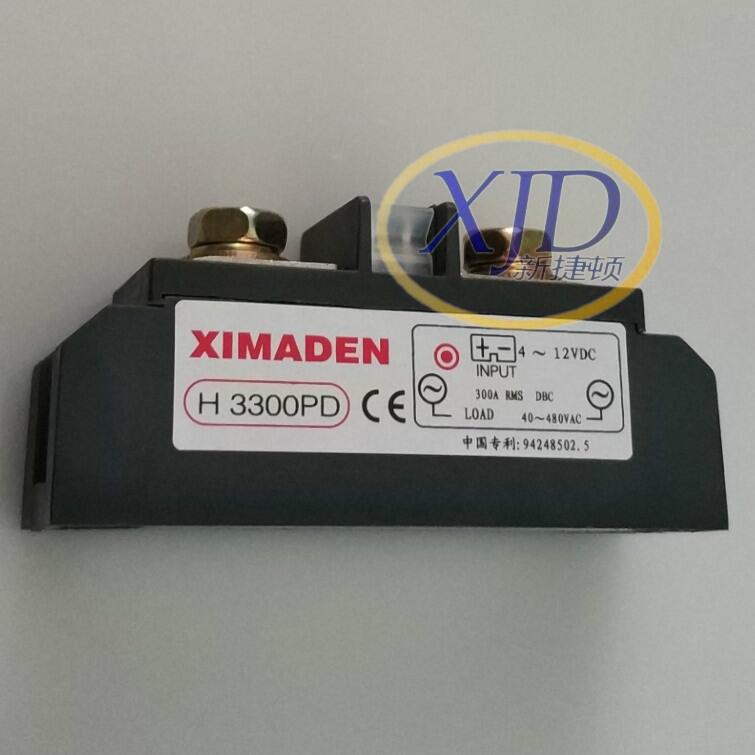 XJD
新捷顿
XIMADEN
H 3300PD
CE
+ - 4～12VDC
INPUT
300A RMS DBC
LOAD 40～480VAC
中国专利:94248502.5